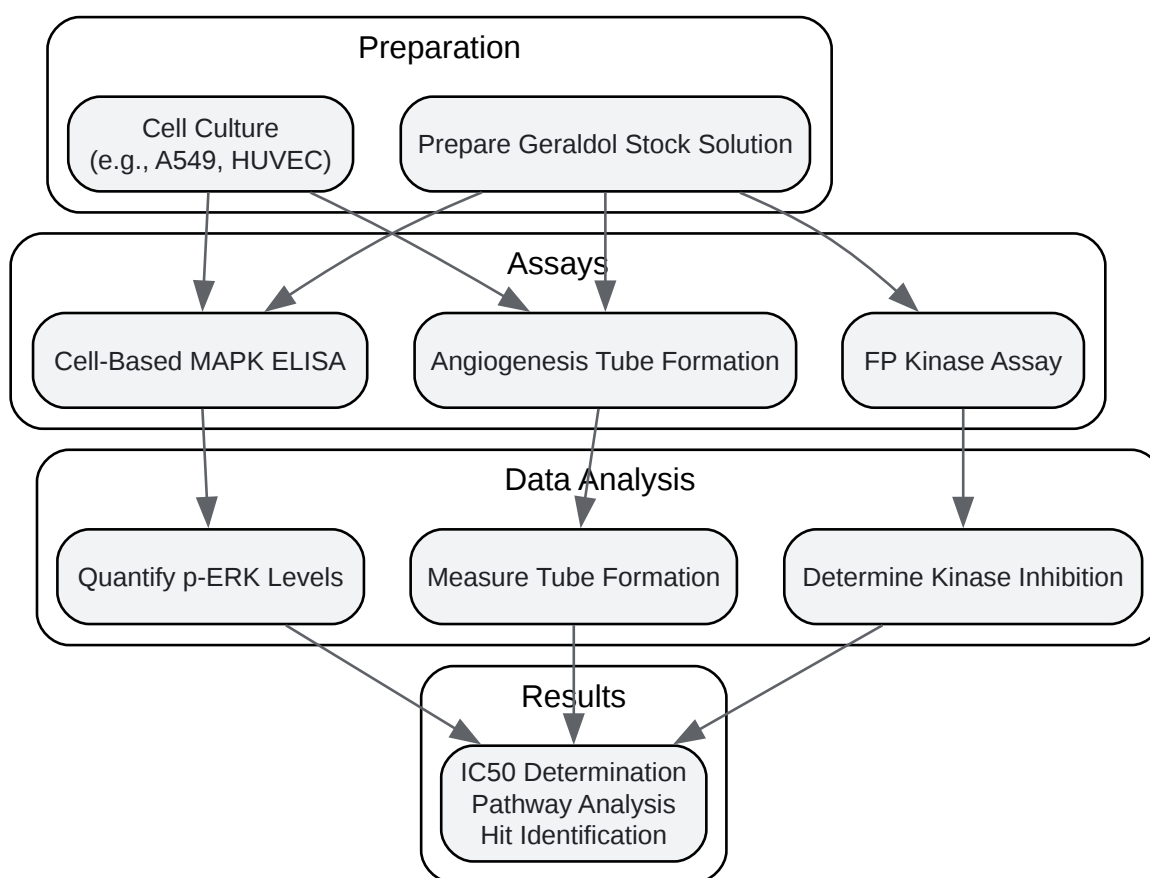 Preparation
Cell Culture
(e.g., A549, HUVEC)
Prepare Geraldol Stock Solution
Assays
Cell-Based MAPK ELISA
Angiogenesis Tube Formation
FP Kinase Assay
Data Analysis
Quantify p-ERK Levels
Measure Tube Formation
Determine Kinase Inhibition
Results
IC50 Determination
Pathway Analysis
Hit Identification